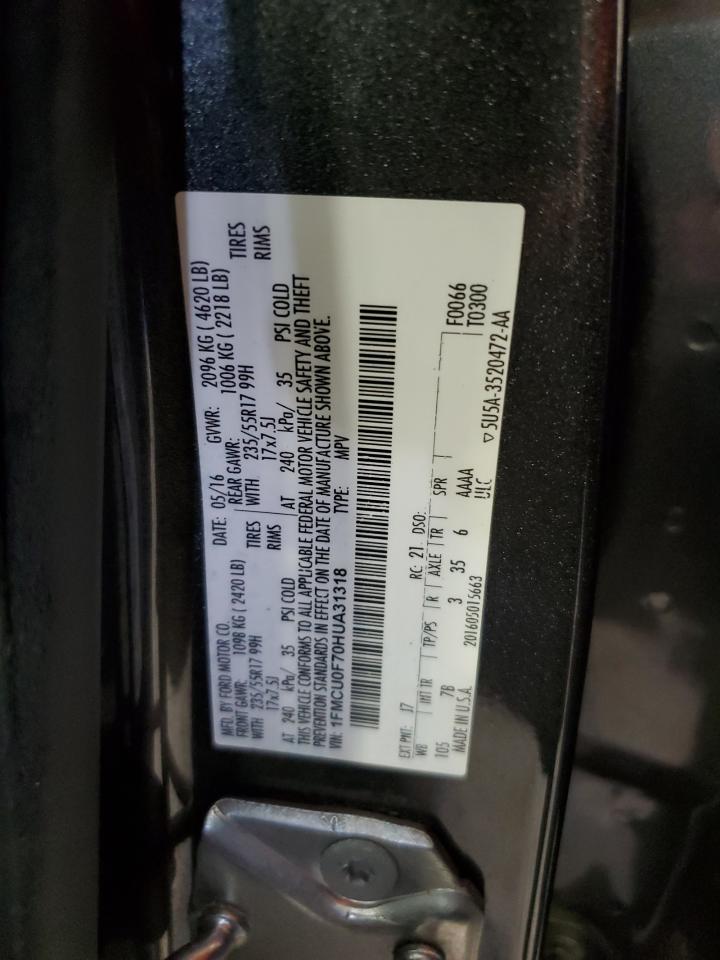 MFD. BY FORD MOTOR CO. DATE: 05/16 GVWR: 2096 KG ( 4620 LB)
FRONT GAWR: 1098 KG ( 2420 LB) REAR GAWR: 1006 KG ( 2218 LB)
WITH 235/55R17 99H TIRES WITH 235/55R17 99H TIRES
17x7.5J RIMS 17x7.5J RIMS
AT 240 kPa/ 35 PSI COLD AT 240 kPa/ 35 PSI COLD
THIS VEHICLE CONFORMS TO ALL APPLICABLE FEDERAL MOTOR VEHICLE SAFETY AND THEFT
PREVENTION STANDARDS IN EFFECT ON THE DATE OF MANUFACTURE SHOWN ABOVE.
VIN: 1FMCU0F70HUA31318 TYPE: MPV
EXT PNT: J7 RC: 21 DSO: F0066
WB INT TR TP/PS R AXLE TR SPR T0300
105 7B 3 35 6 AAAA
MADE IN U.S.A. 201605015663 ULC ▽5U5A-3520472-AA